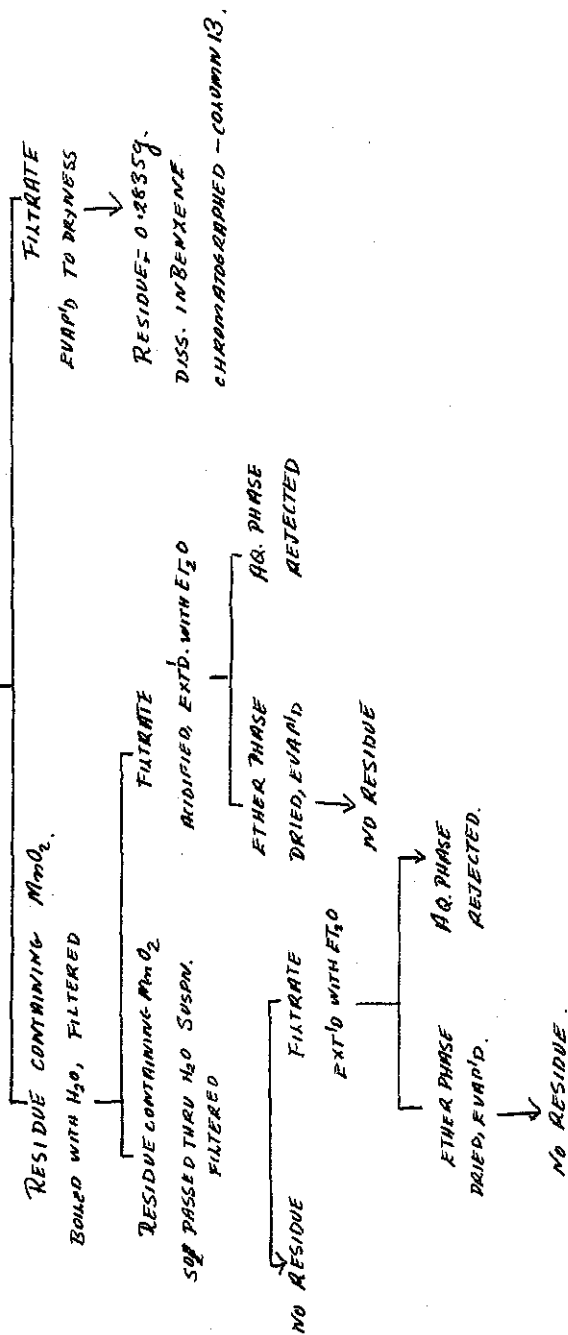 RESIDUE CONTAINING MnO₂.
BOILED WITH H₂O, FILTERED
FILTRATE
EVAP'D TO DRYNESS
RESIDUE = 0.2835g.
DISS. IN BENXENE
CHROMATOGRAPHED – COLUMN 13.
RESIDUE CONTAINING MnO₂
SO₂ PASSED THRU H₂O SUSPN.
FILTERED
FILTRATE
ACIDIFIED, EXT'D. WITH ET₂O
ETHER PHASE
DRIED, EVAP'D
NO RESIDUE
AQ. PHASE
REJECTED
NO RESIDUE
FILTRATE
EXT'D WITH ET₂O
ETHER PHASE
DRIED, EVAP'D.
NO RESIDUE.
AQ. PHASE
REJECTED.